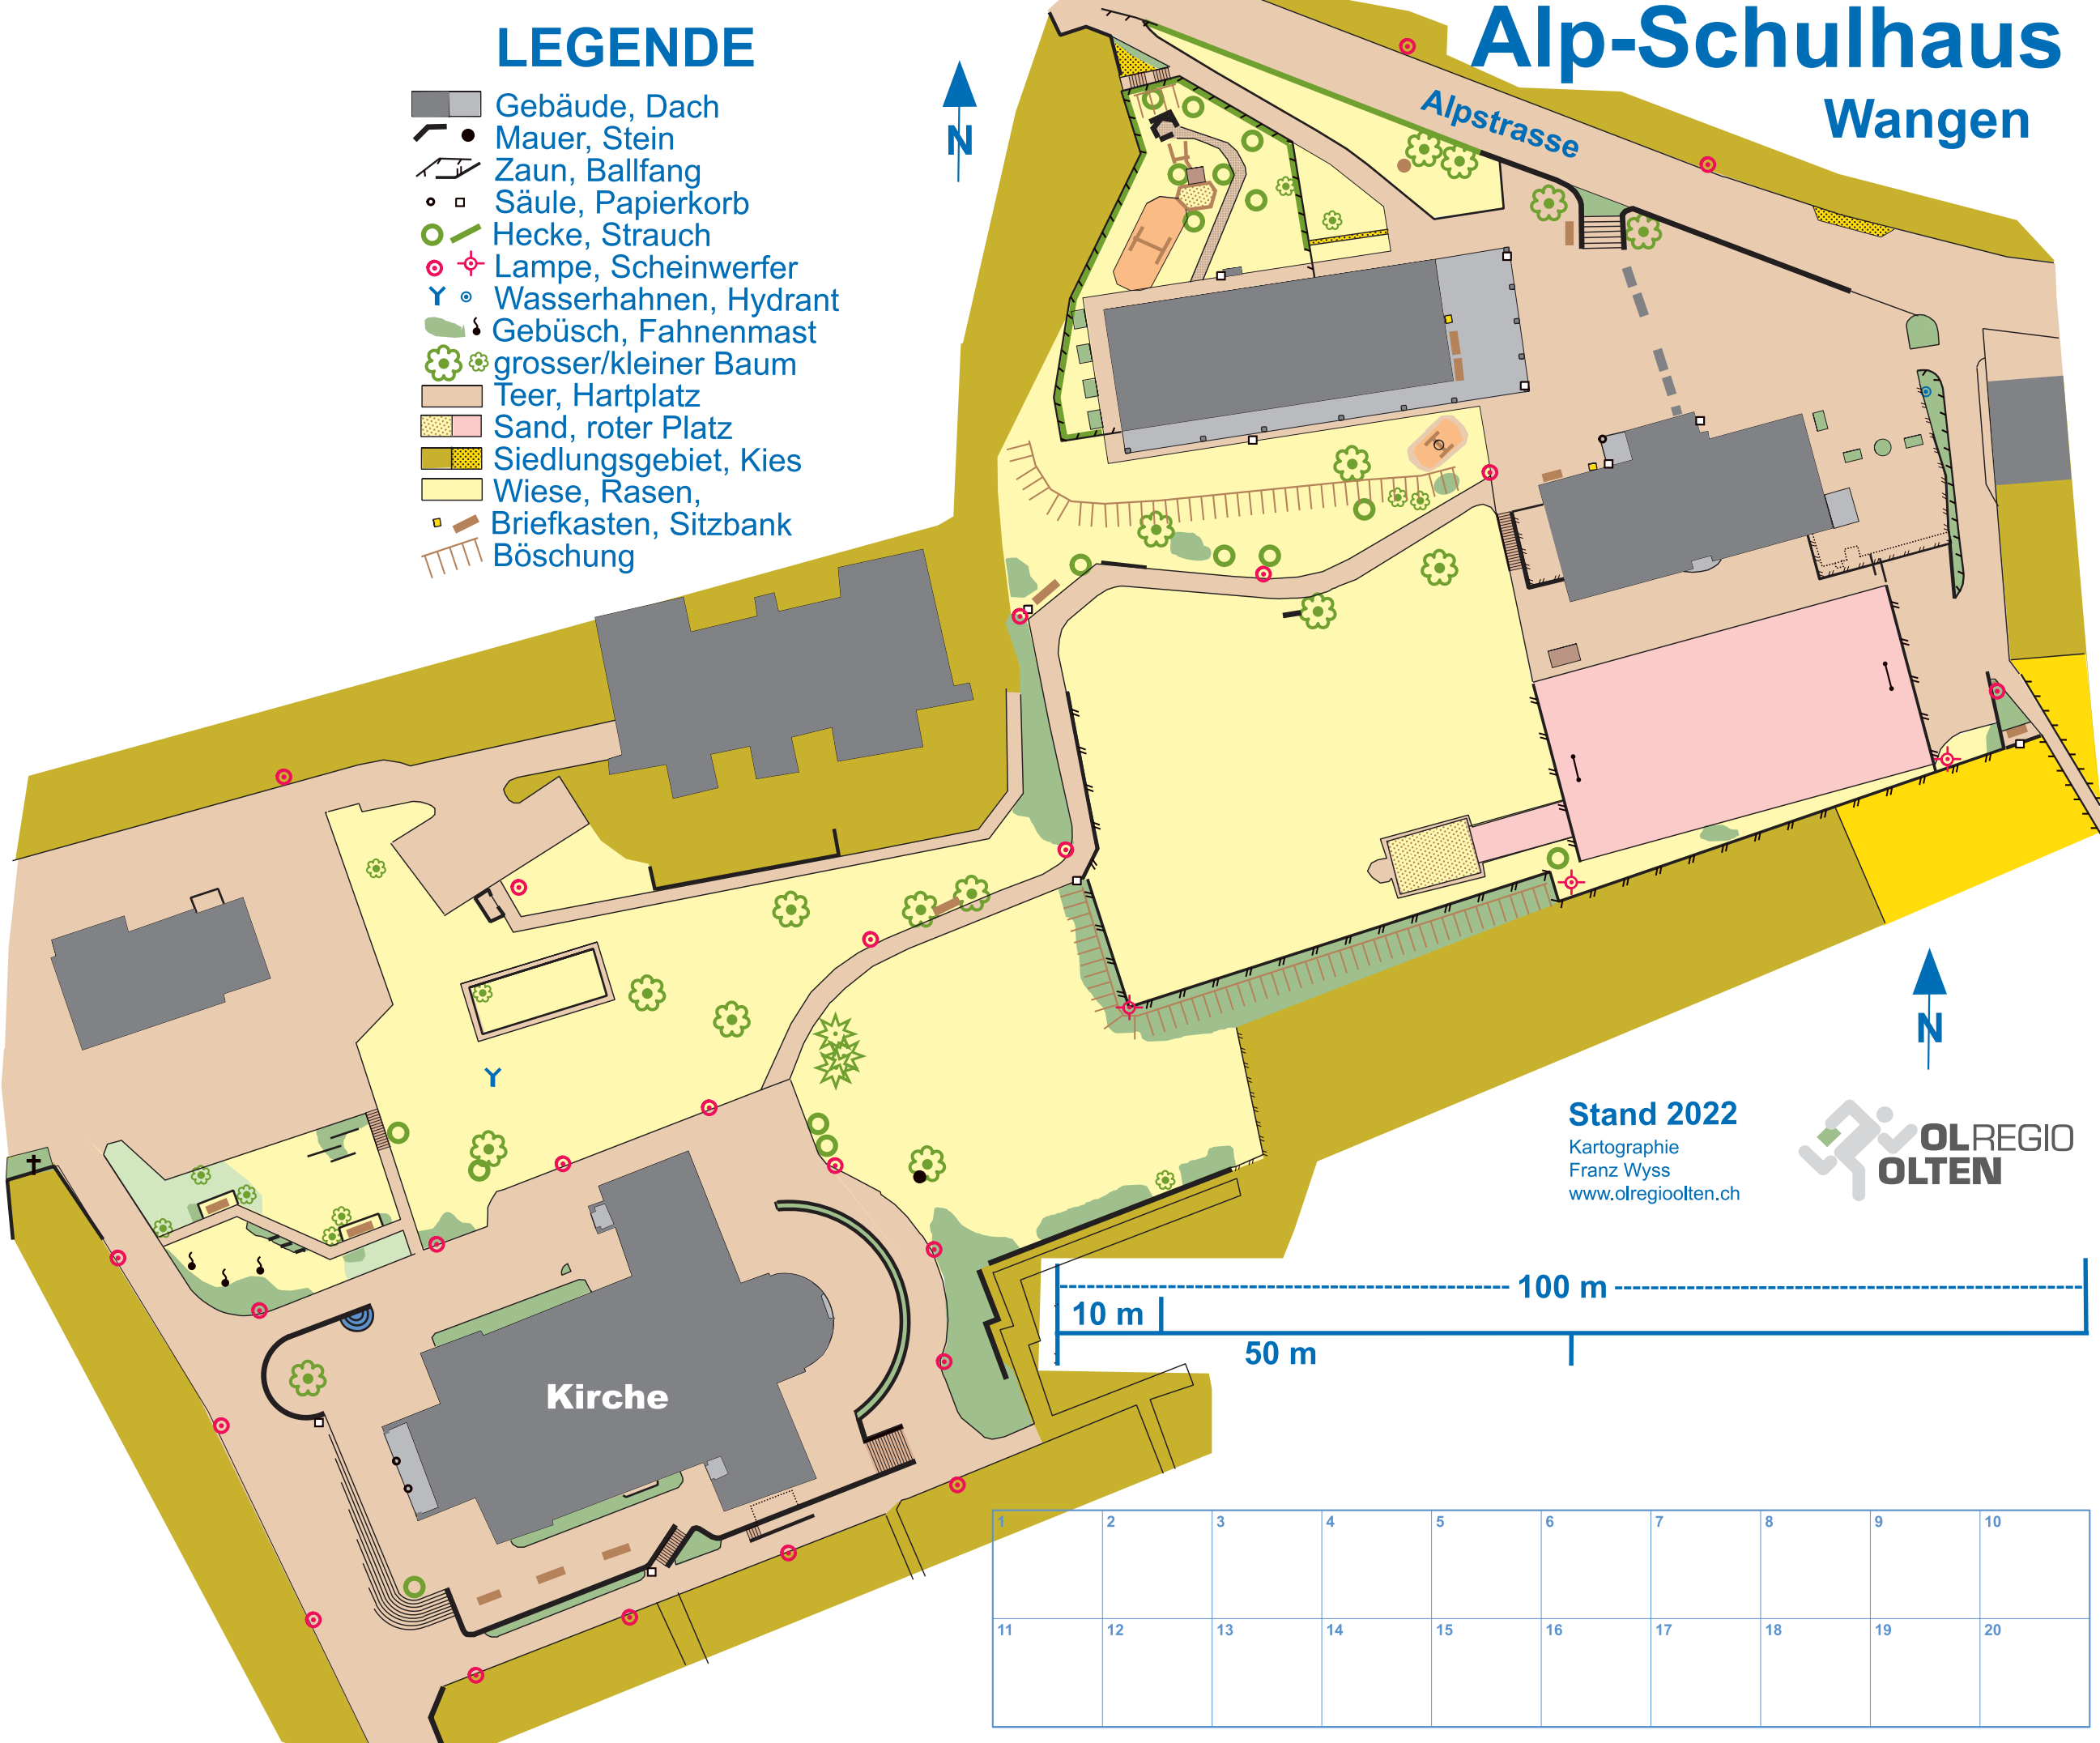 LEGENDE
Gebäude, Dach
Mauer, Stein
Zaun, Ballfang
Säule, Papierkorb
Hecke, Strauch
Lampe, Scheinwerfer
Wasserhahnen, Hydrant
Gebüsch, Fahnenmast
grosser/kleiner Baum
Teer, Hartplatz
Sand, roter Platz
Siedlungsgebiet, Kies
Wiese, Rasen,
Briefkasten, Sitzbank
Böschung
N
Alp-Schulhaus
Wangen
Alpstrasse
N
Stand 2022
Kartographie
Franz Wyss
www.olregioolten.ch
OLREGIO
OLTEN
100 m
10 m
50 m
Kirche
1 2 3 4 5 6 7 8 9 10
11 12 13 14 15 16 17 18 19 20